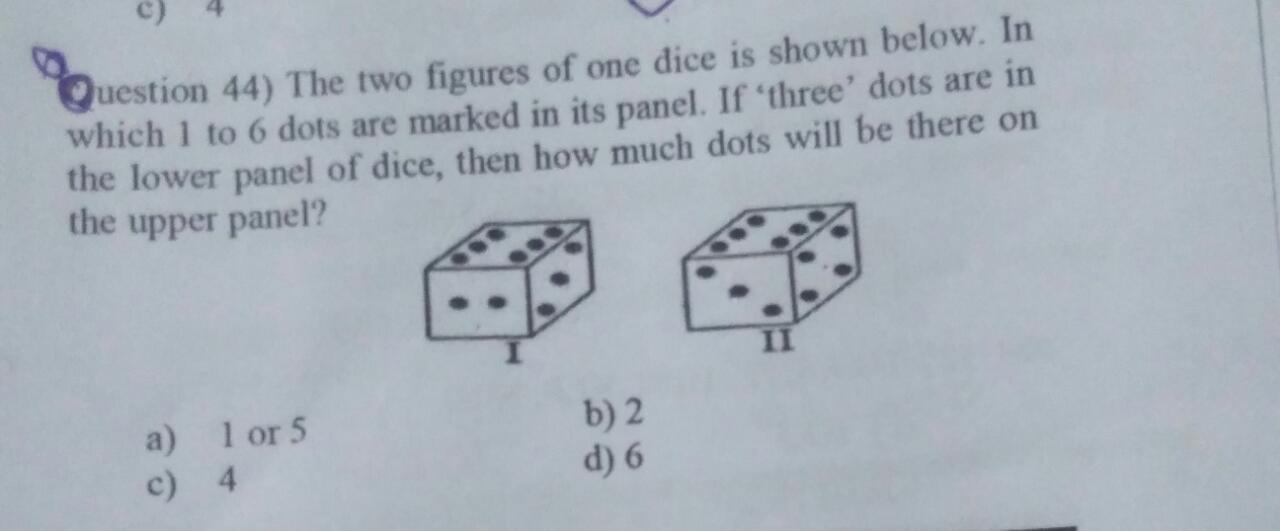 c) 4
Question 44) The two figures of one dice is shown below. In
which 1 to 6 dots are marked in its panel. If ‘three’ dots are in
the lower panel of dice, then how much dots will be there on
the upper panel?
I
II
a) 1 or 5
b) 2
c) 4
d) 6